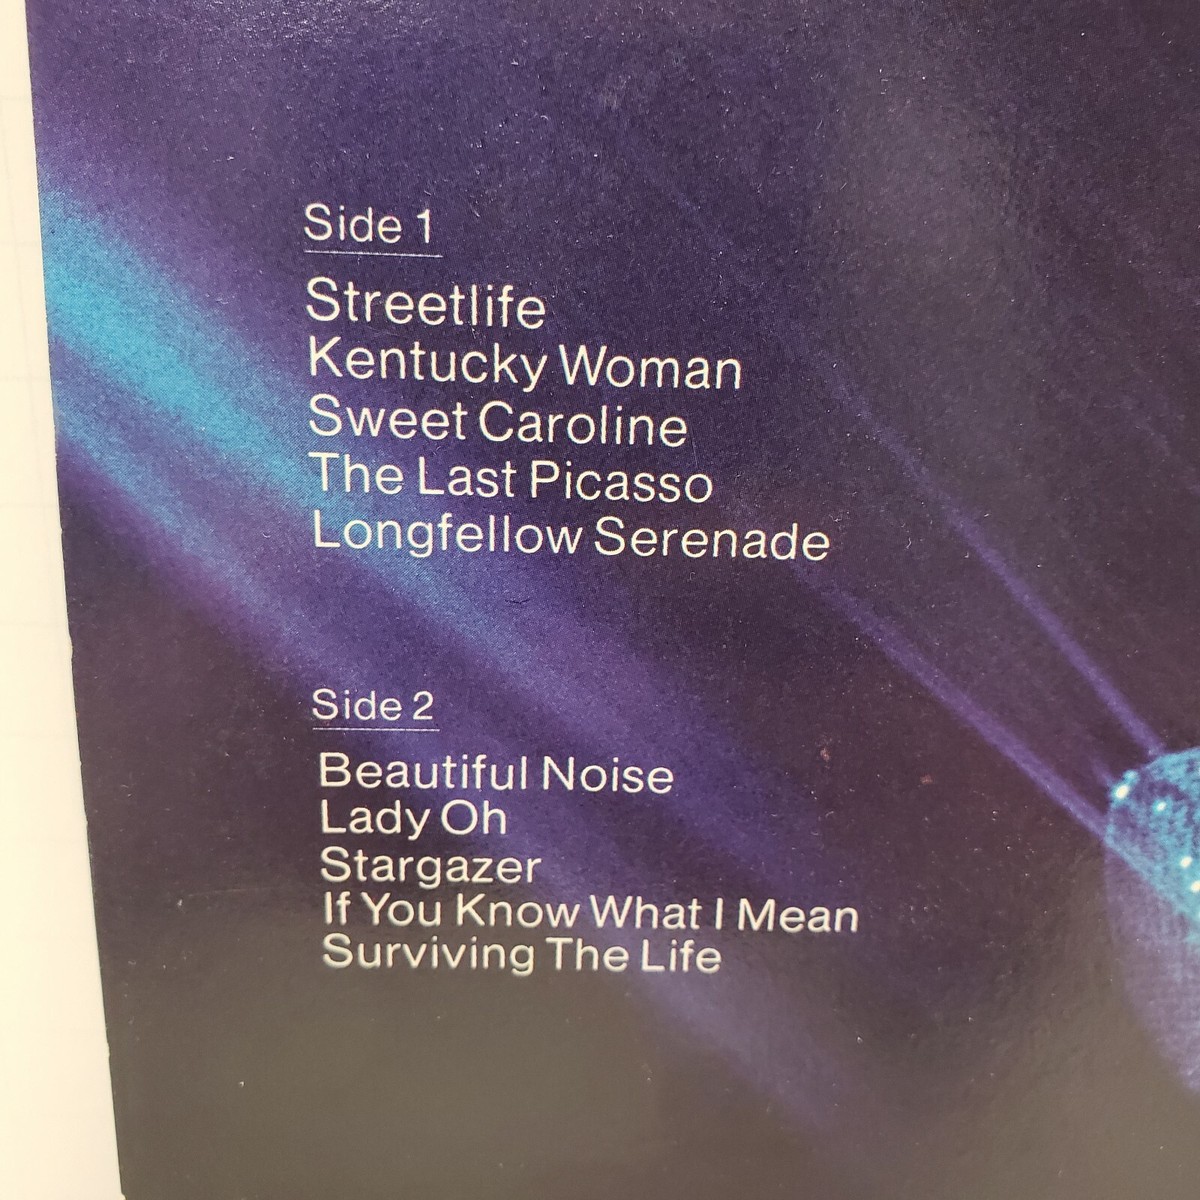 Side 1
Streetlife
Kentucky Woman
Sweet Caroline
The Last Picasso
Longfellow Serenade
Side 2
Beautiful Noise
Lady Oh
Stargazer
If You Know What I Mean
Surviving The Life